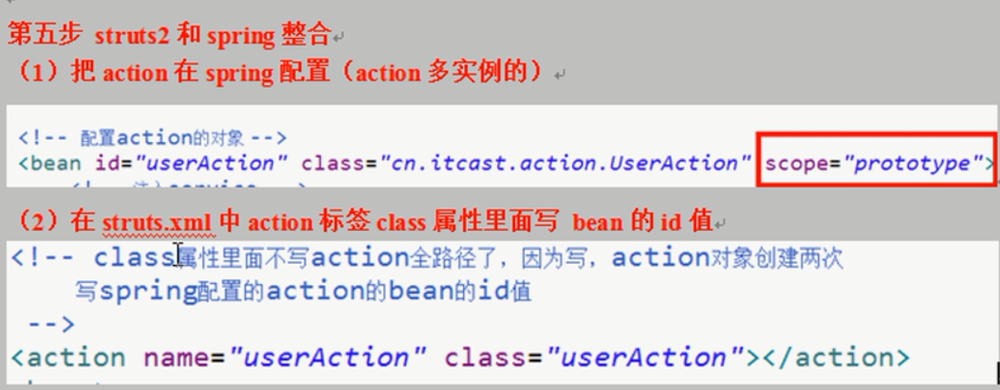 第五步 struts2 和 spring 整合
（1）把 action 在 spring 配置（action 多实例的）
<!-- 配置action的对象 -->
<bean id="userAction" class="cn.itcast.action.UserAction" scope="prototype">
（2）在 struts.xml 中 action 标签 class 属性里面写 bean 的 id 值
<!-- class属性里面不写action全路径了，因为写，action对象创建两次
写spring配置的action的bean的id值
-->
<action name="userAction" class="userAction"></action>